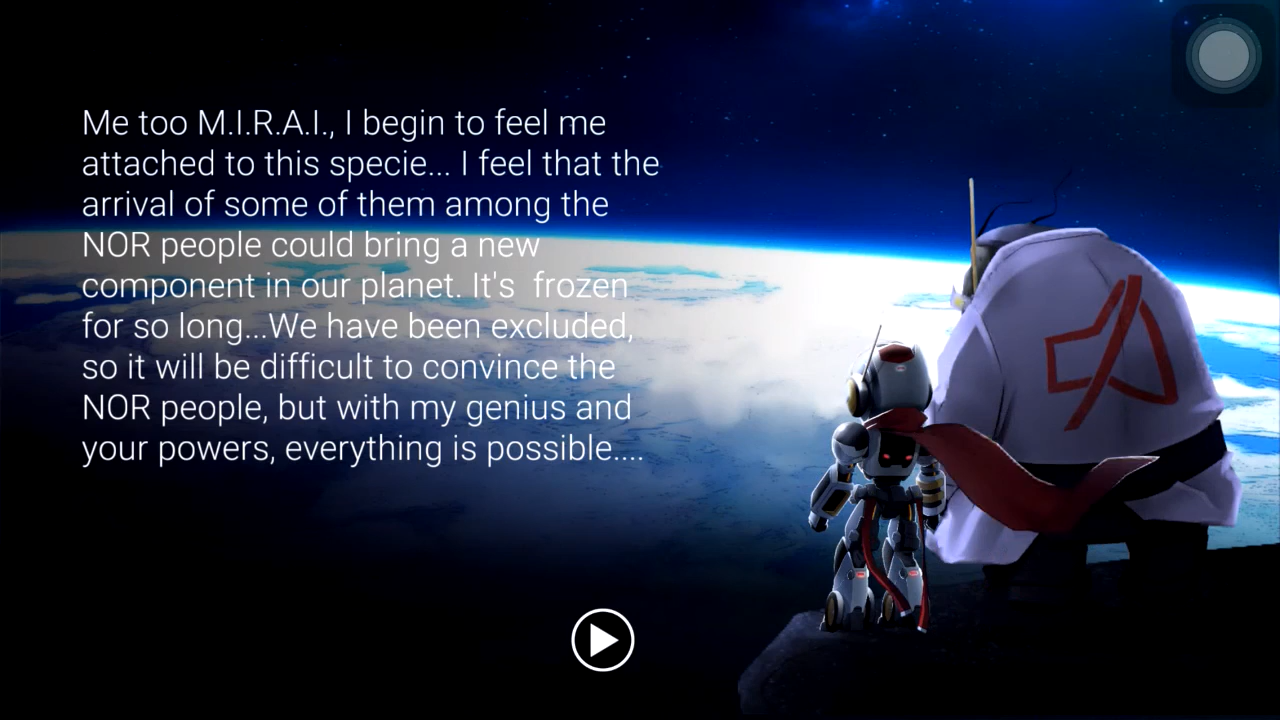 Me too M.I.R.A.I., I begin to feel me
attached to this specie... I feel that the
arrival of some of them among the
NOR people could bring a new
component in our planet. It's  frozen
for so long...We have been excluded,
so it will be difficult to convince the
NOR people, but with my genius and
your powers, everything is possible....